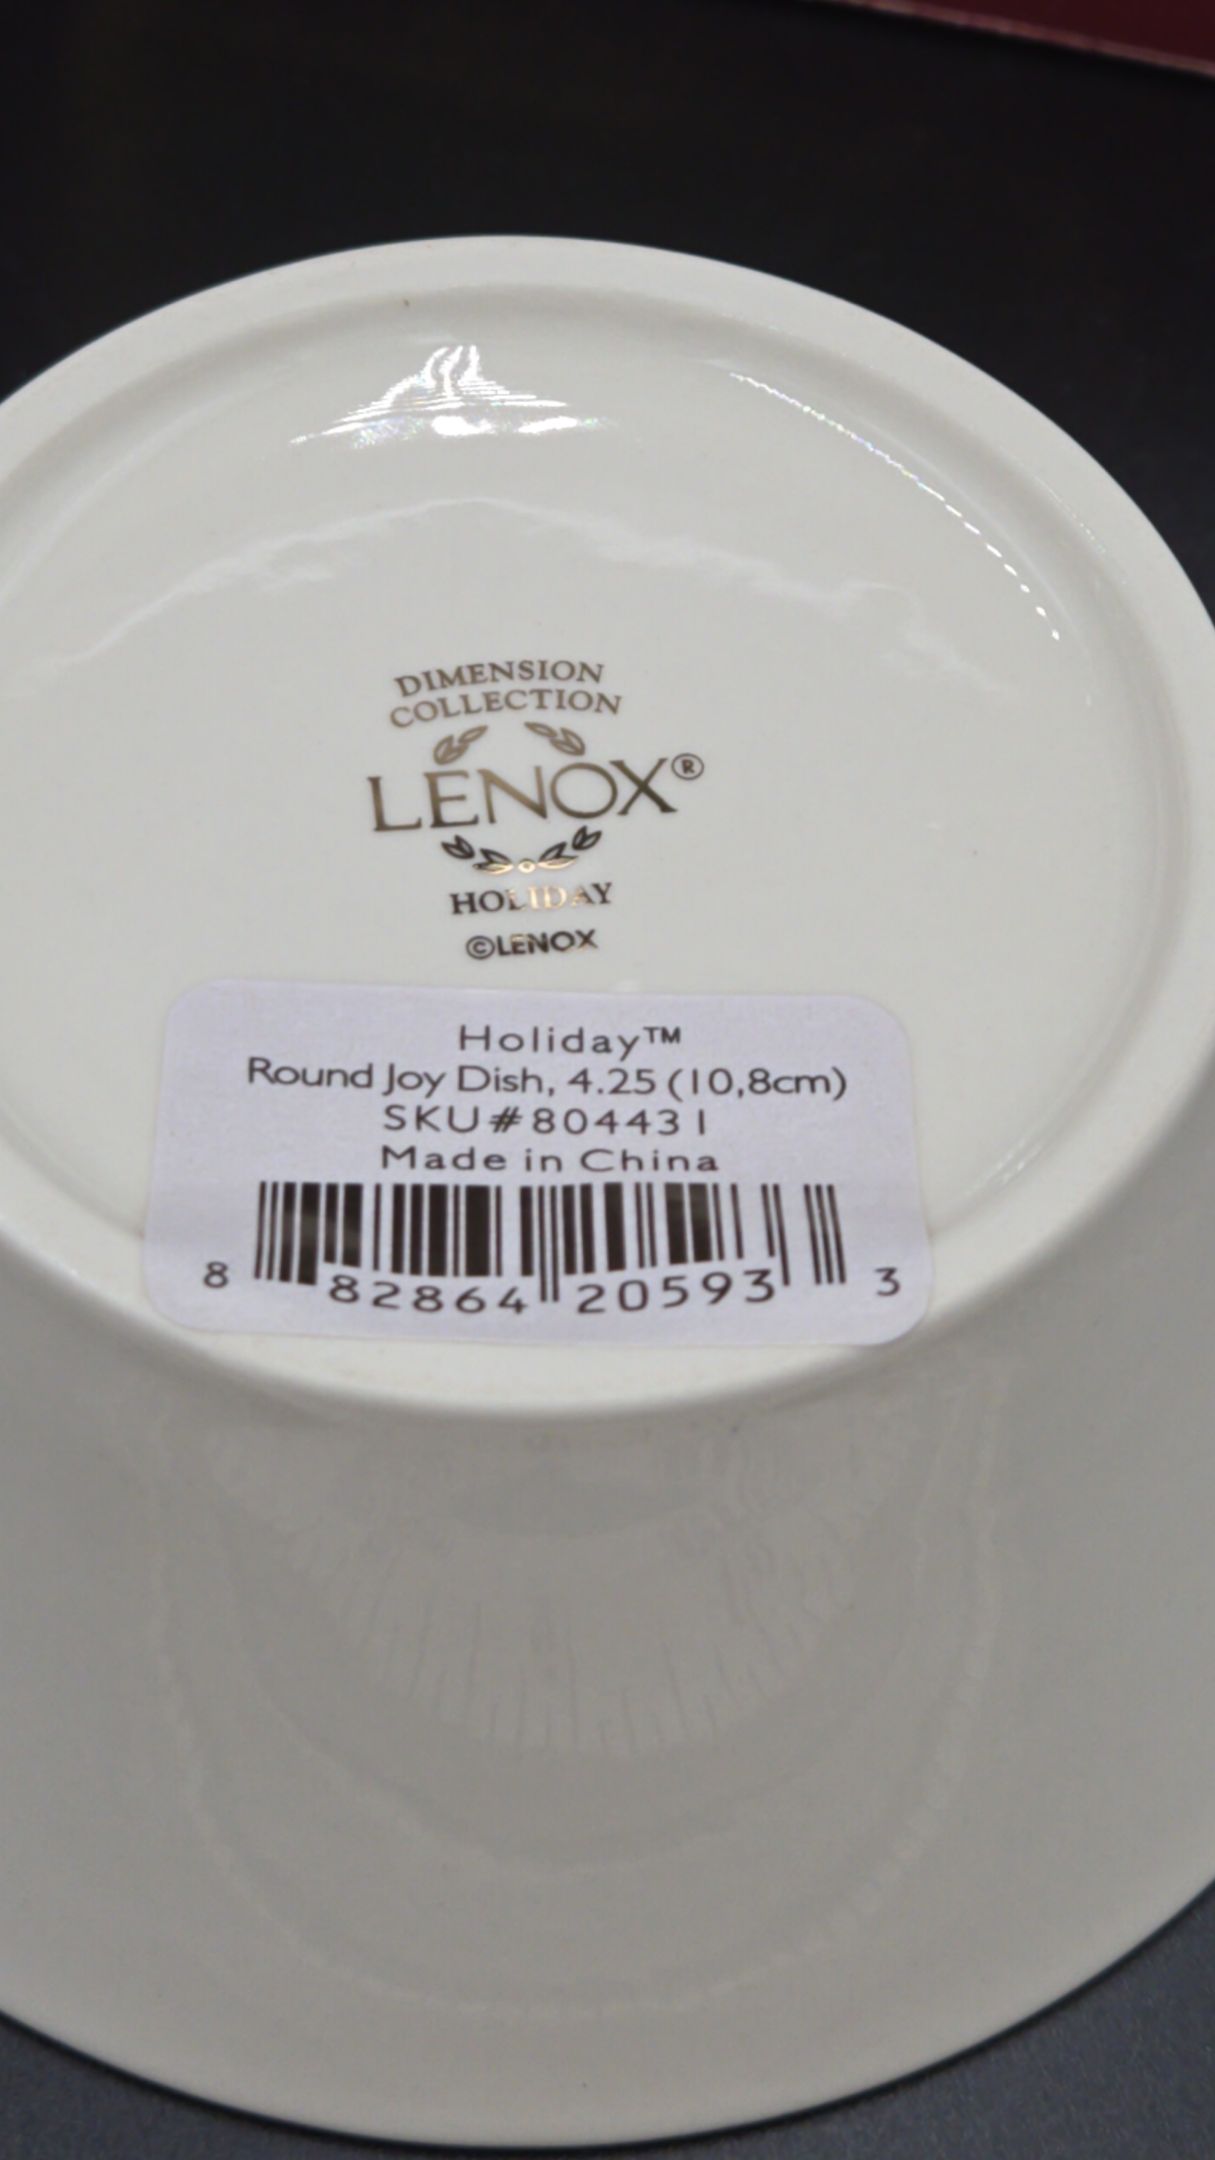 DIMENSION
COLLECTION
LENOX®
HOLIDAY
©LENOX
Holiday™
Round Joy Dish, 4.25 (10,8cm)
SKU#804431
Made in China
8 82864 20593 3